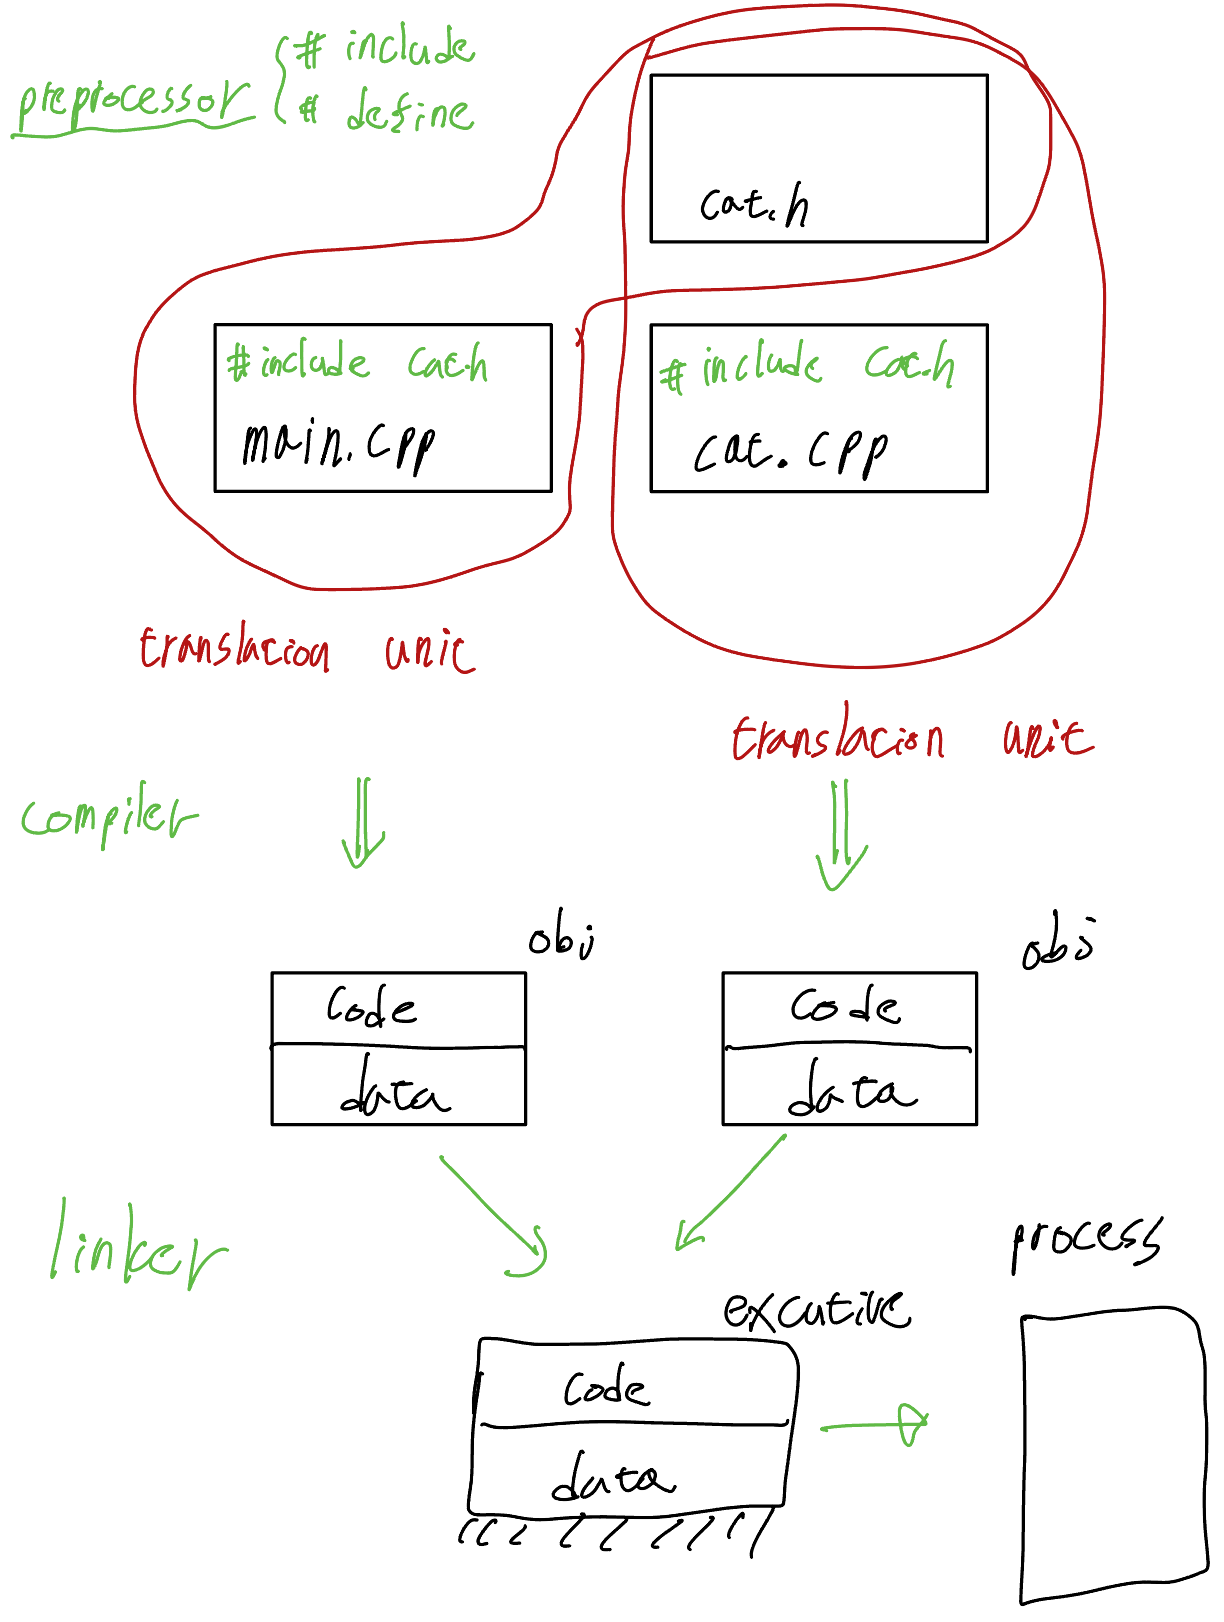 preprocessor
# include
# define
cat.h
#include cat.h
main.cpp
# include cat.h
cat.cpp
translation unit
translation unit
compiler
obj
obj
code
data
code
data
linker
process
excutive
code
data